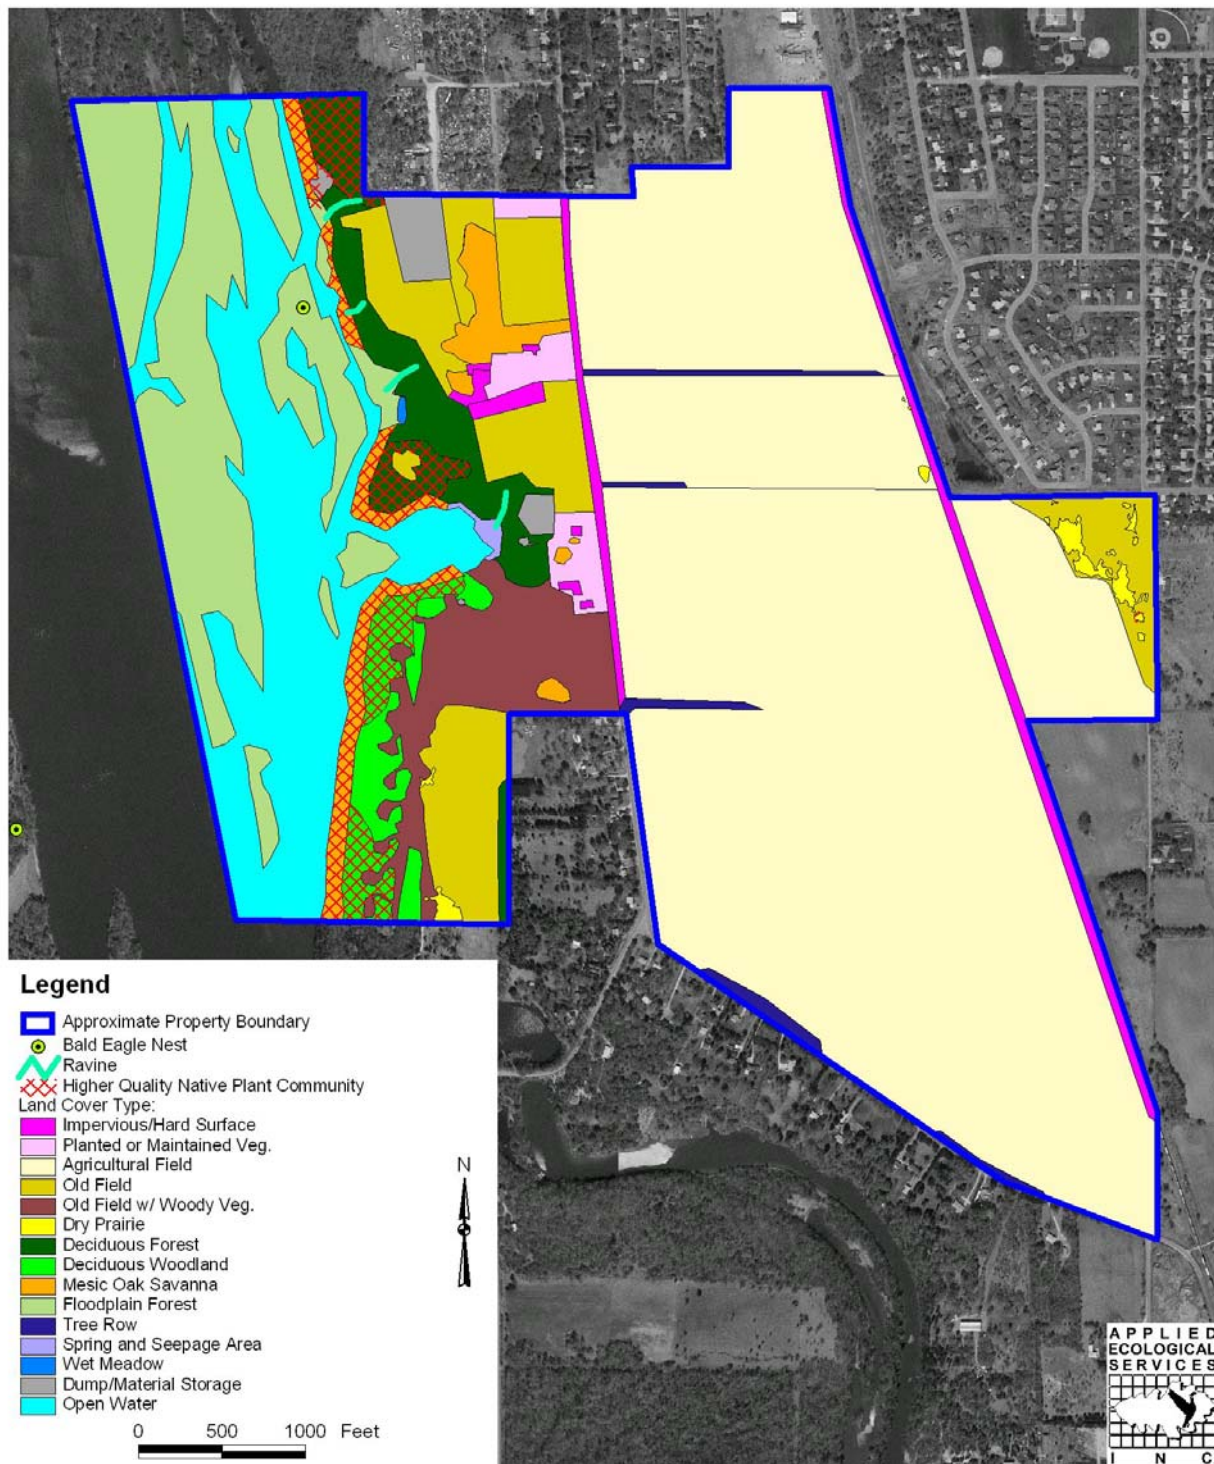 Legend
Approximate Property Boundary
Bald Eagle Nest
Ravine
Higher Quality Native Plant Community
Land Cover Type:
Impervious/Hard Surface
Planted or Maintained Veg.
Agricultural Field
Old Field
Old Field w/ Woody Veg.
Dry Prairie
Deciduous Forest
Deciduous Woodland
Mesic Oak Savanna
Floodplain Forest
Tree Row
Spring and Seepage Area
Wet Meadow
Dump/Material Storage
Open Water
0 500 1000 Feet
N
APPLIED
ECOLOGICAL
SERVICES
I N C